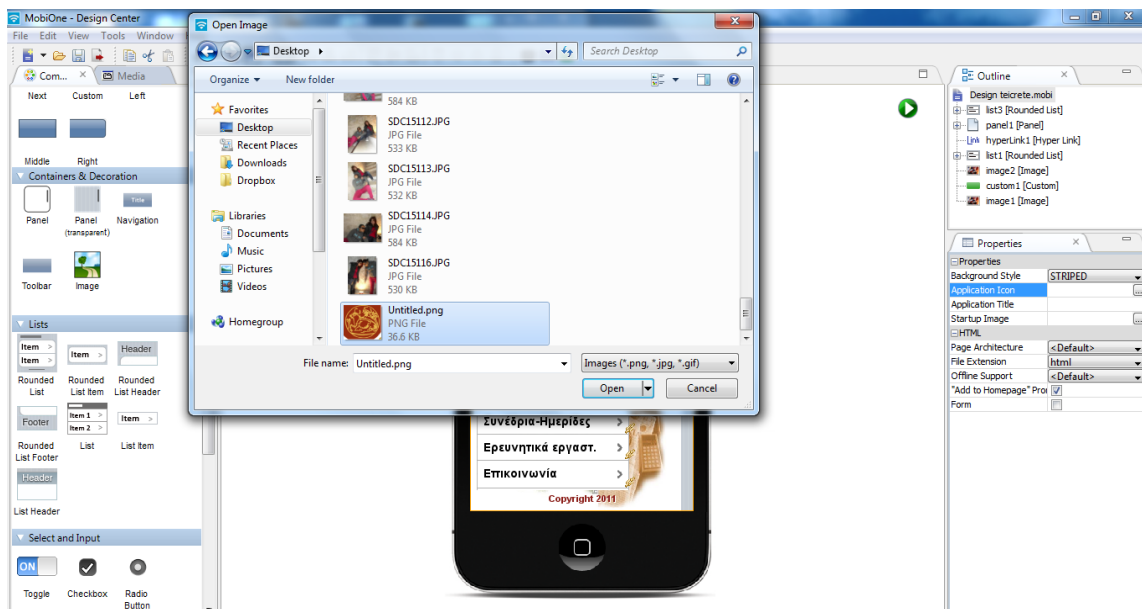 MobiOne - Design Center
File Edit View Tools Window
Com... Media
Next Custom Left
Middle Right
Containers & Decoration
Panel Panel (transparent) Title Navigation
Toolbar Image
Lists
Item Item Item Header
Rounded List Rounded List Item Rounded List Header
Footer Item 1 Item 2 Item
Rounded List Footer List List Item
Header
List Header
Select and Input
ON
Toggle Checkbox Radio Button
Open Image
Desktop
Search Desktop
Organize New folder
Favorites
Desktop
Recent Places
Downloads
Dropbox
Libraries
Documents
Music
Pictures
Videos
Homegroup
584 KB
SDC15112.JPG
JPG File
533 KB
SDC15113.JPG
JPG File
532 KB
SDC15114.JPG
JPG File
584 KB
SDC15116.JPG
JPG File
530 KB
Untitled.png
PNG File
36.6 KB
File name: Untitled.png Images (*.png, *.jpg, *.gif)
Open Cancel
Συνέδρια-Ημερίδες
Ερευνητικά εργαστ.
Επικοινωνία
Copyright 2011
Outline
Design teicrete.mobi
list3 [Rounded List]
panel1 [Panel]
Link hyperLink1 [Hyper Link]
list1 [Rounded List]
image2 [Image]
custom1 [Custom]
image1 [Image]
Properties
Properties
Background Style STRIPED
Application Icon ...
Application Title
Startup Image ...
HTML
Page Architecture <Default>
File Extension html
Offline Support <Default>
"Add to Homepage" Pro
Form